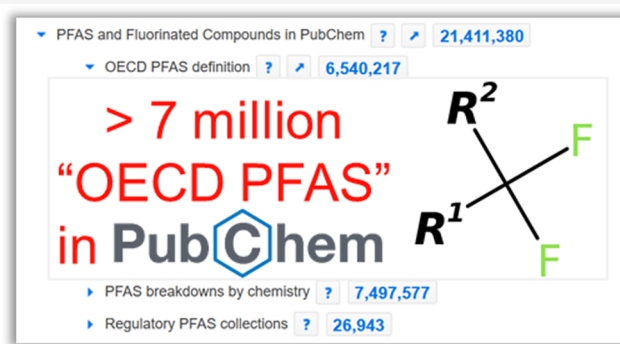 PFAS and Fluorinated Compounds in PubChem ? ↗ 21,411,380
OECD PFAS definition ? ↗ 6,540,217
> 7 million
“OECD PFAS”
in PubChem
R²
F
R¹
F
PFAS breakdowns by chemistry ? 7,497,577
Regulatory PFAS collections ? 26,943